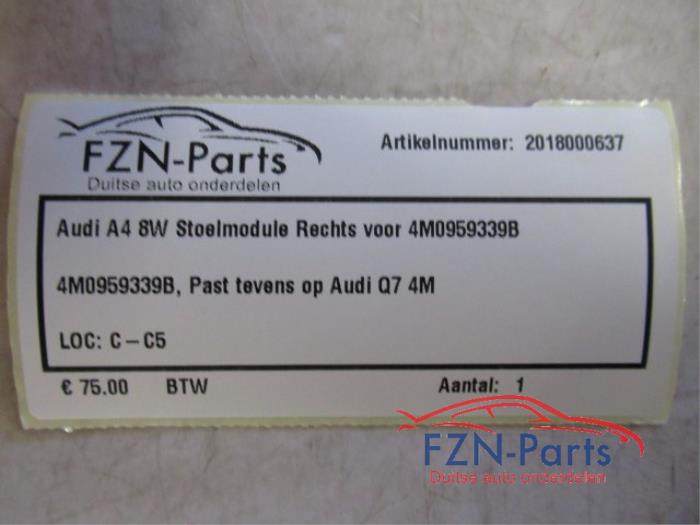 FZN-Parts
Duitse auto onderdelen
Artikelnummer: 2018000637
Audi A4 8W Stoelmodule Rechts voor 4M0959339B
4M0959339B, Past tevens op Audi Q7 4M
LOC: C-C5
€ 75.00 BTW Aantal: 1
FZN-Parts
Duitse auto onderdelen